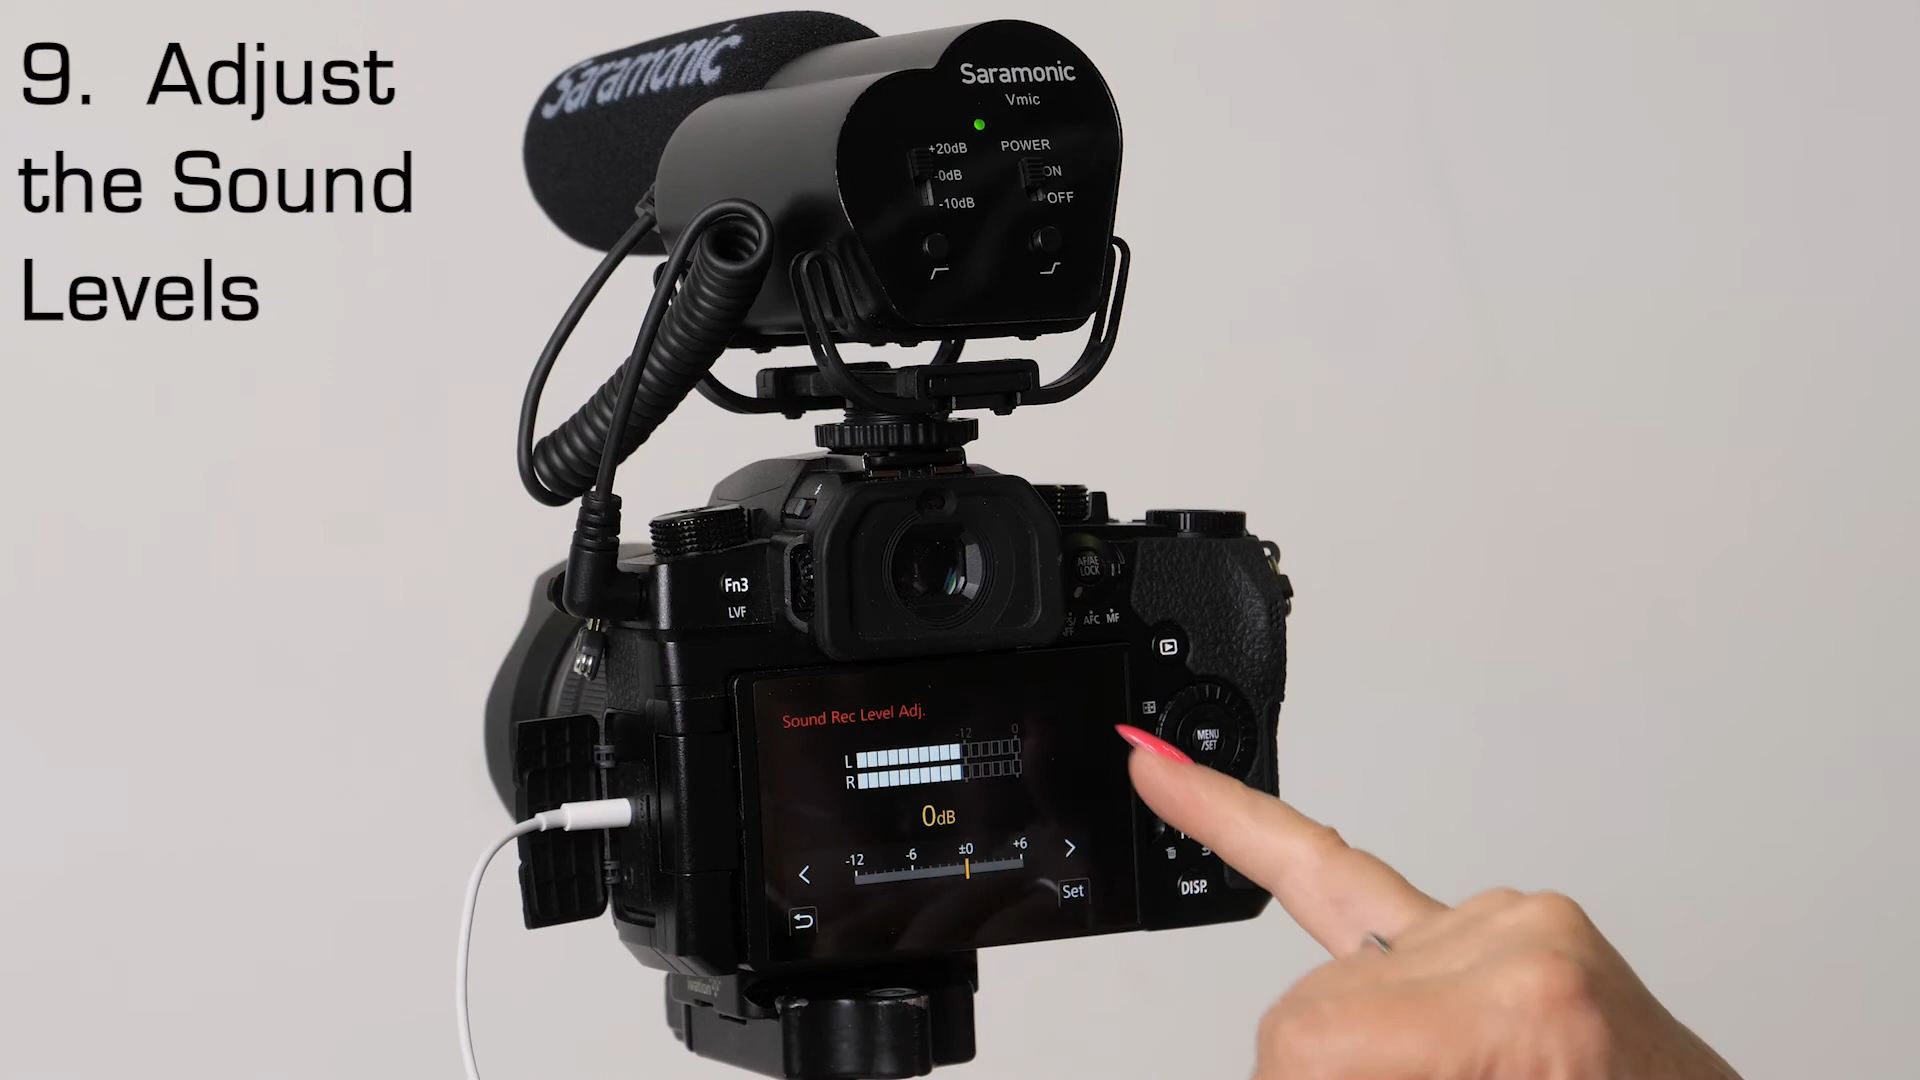 9. Adjust
the Sound
Levels
Saramonic
Saramonic
Vmic
+20dB
-0dB
-10dB
POWER
ON
OFF
Fn3
LVF
AF/AE
LOCK
AFC
MF
MENU
/SET
DISP.
Sound Rec Level Adj.
-12
0
L
R
0dB
-12
-6
±0
+6
Set